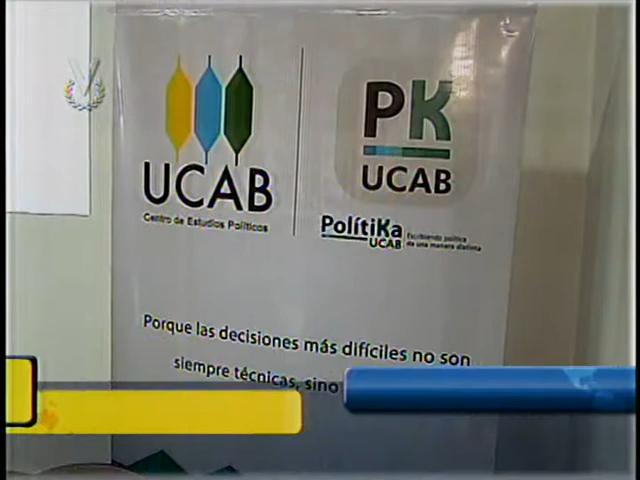 UCAB
Centro de Estudios Políticos
PK
UCAB
PolítiKa
UCAB
Escribiendo política
de una manera distinta
Porque las decisiones más difíciles no son
siempre técnicas, sino